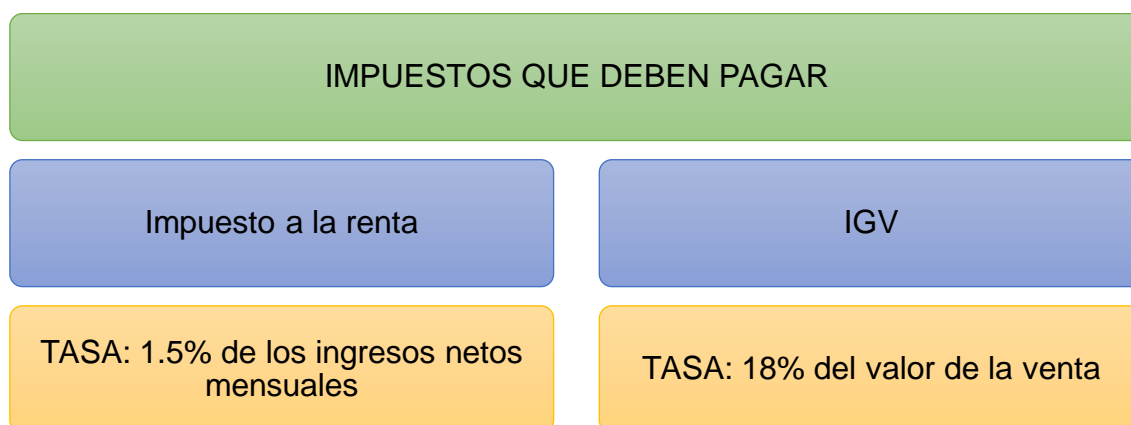 IMPUESTOS QUE DEBEN PAGAR
Impuesto a la renta
IGV
TASA: 1.5% de los ingresos netos
mensuales
TASA: 18% del valor de la venta